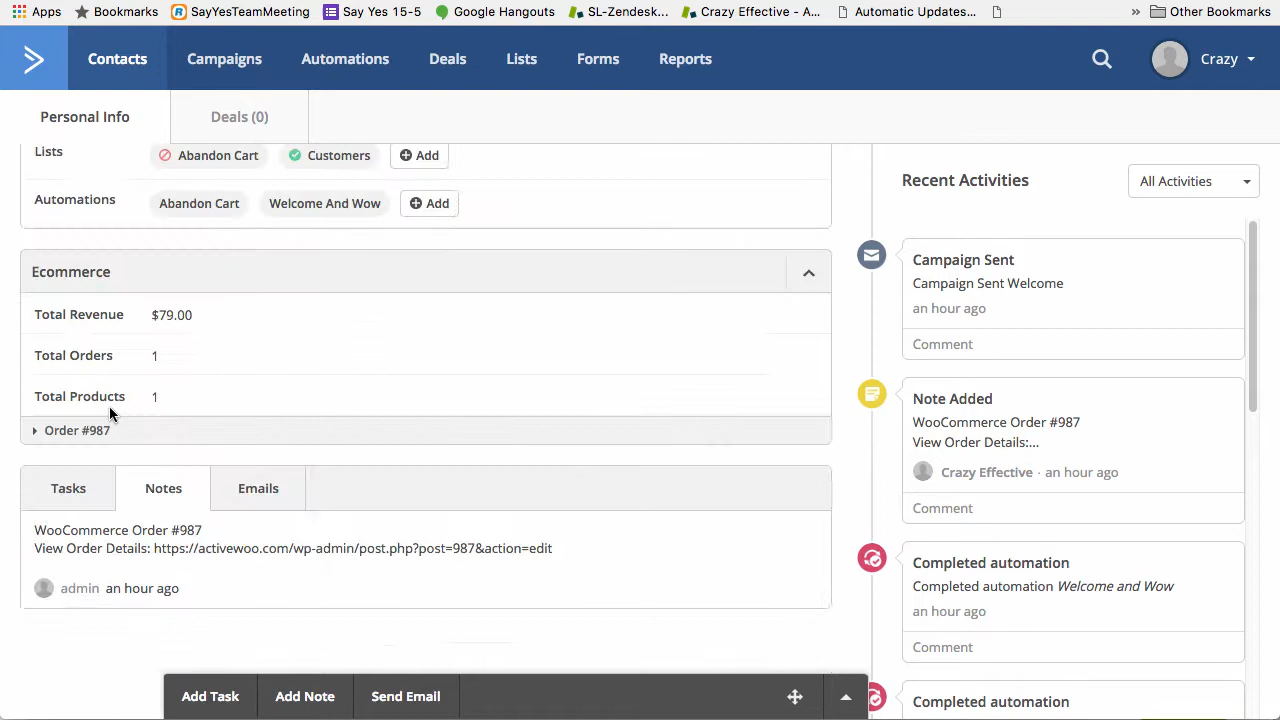 Apps
Bookmarks
SayYesTeamMeeting
Say Yes 15-5
Google Hangouts
SL-Zendesk...
Crazy Effective - A...
Automatic Updates...
»
Other Bookmarks
Contacts
Campaigns
Automations
Deals
Lists
Forms
Reports
Crazy
Personal Info
Deals (0)
Lists
Abandon Cart
Customers
Add
Automations
Abandon Cart
Welcome And Wow
Add
Ecommerce
Total Revenue
$79.00
Total Orders
1
Total Products
1
Order #987
Tasks
Notes
Emails
WooCommerce Order #987
View Order Details: https://activewoo.com/wp-admin/post.php?post=987&action=edit
admin an hour ago
Add Task
Add Note
Send Email
Recent Activities
All Activities
Campaign Sent
Campaign Sent Welcome
an hour ago
Comment
Note Added
WooCommerce Order #987
View Order Details:...
Crazy Effective · an hour ago
Comment
Completed automation
Completed automation Welcome and Wow
an hour ago
Comment
Completed automation